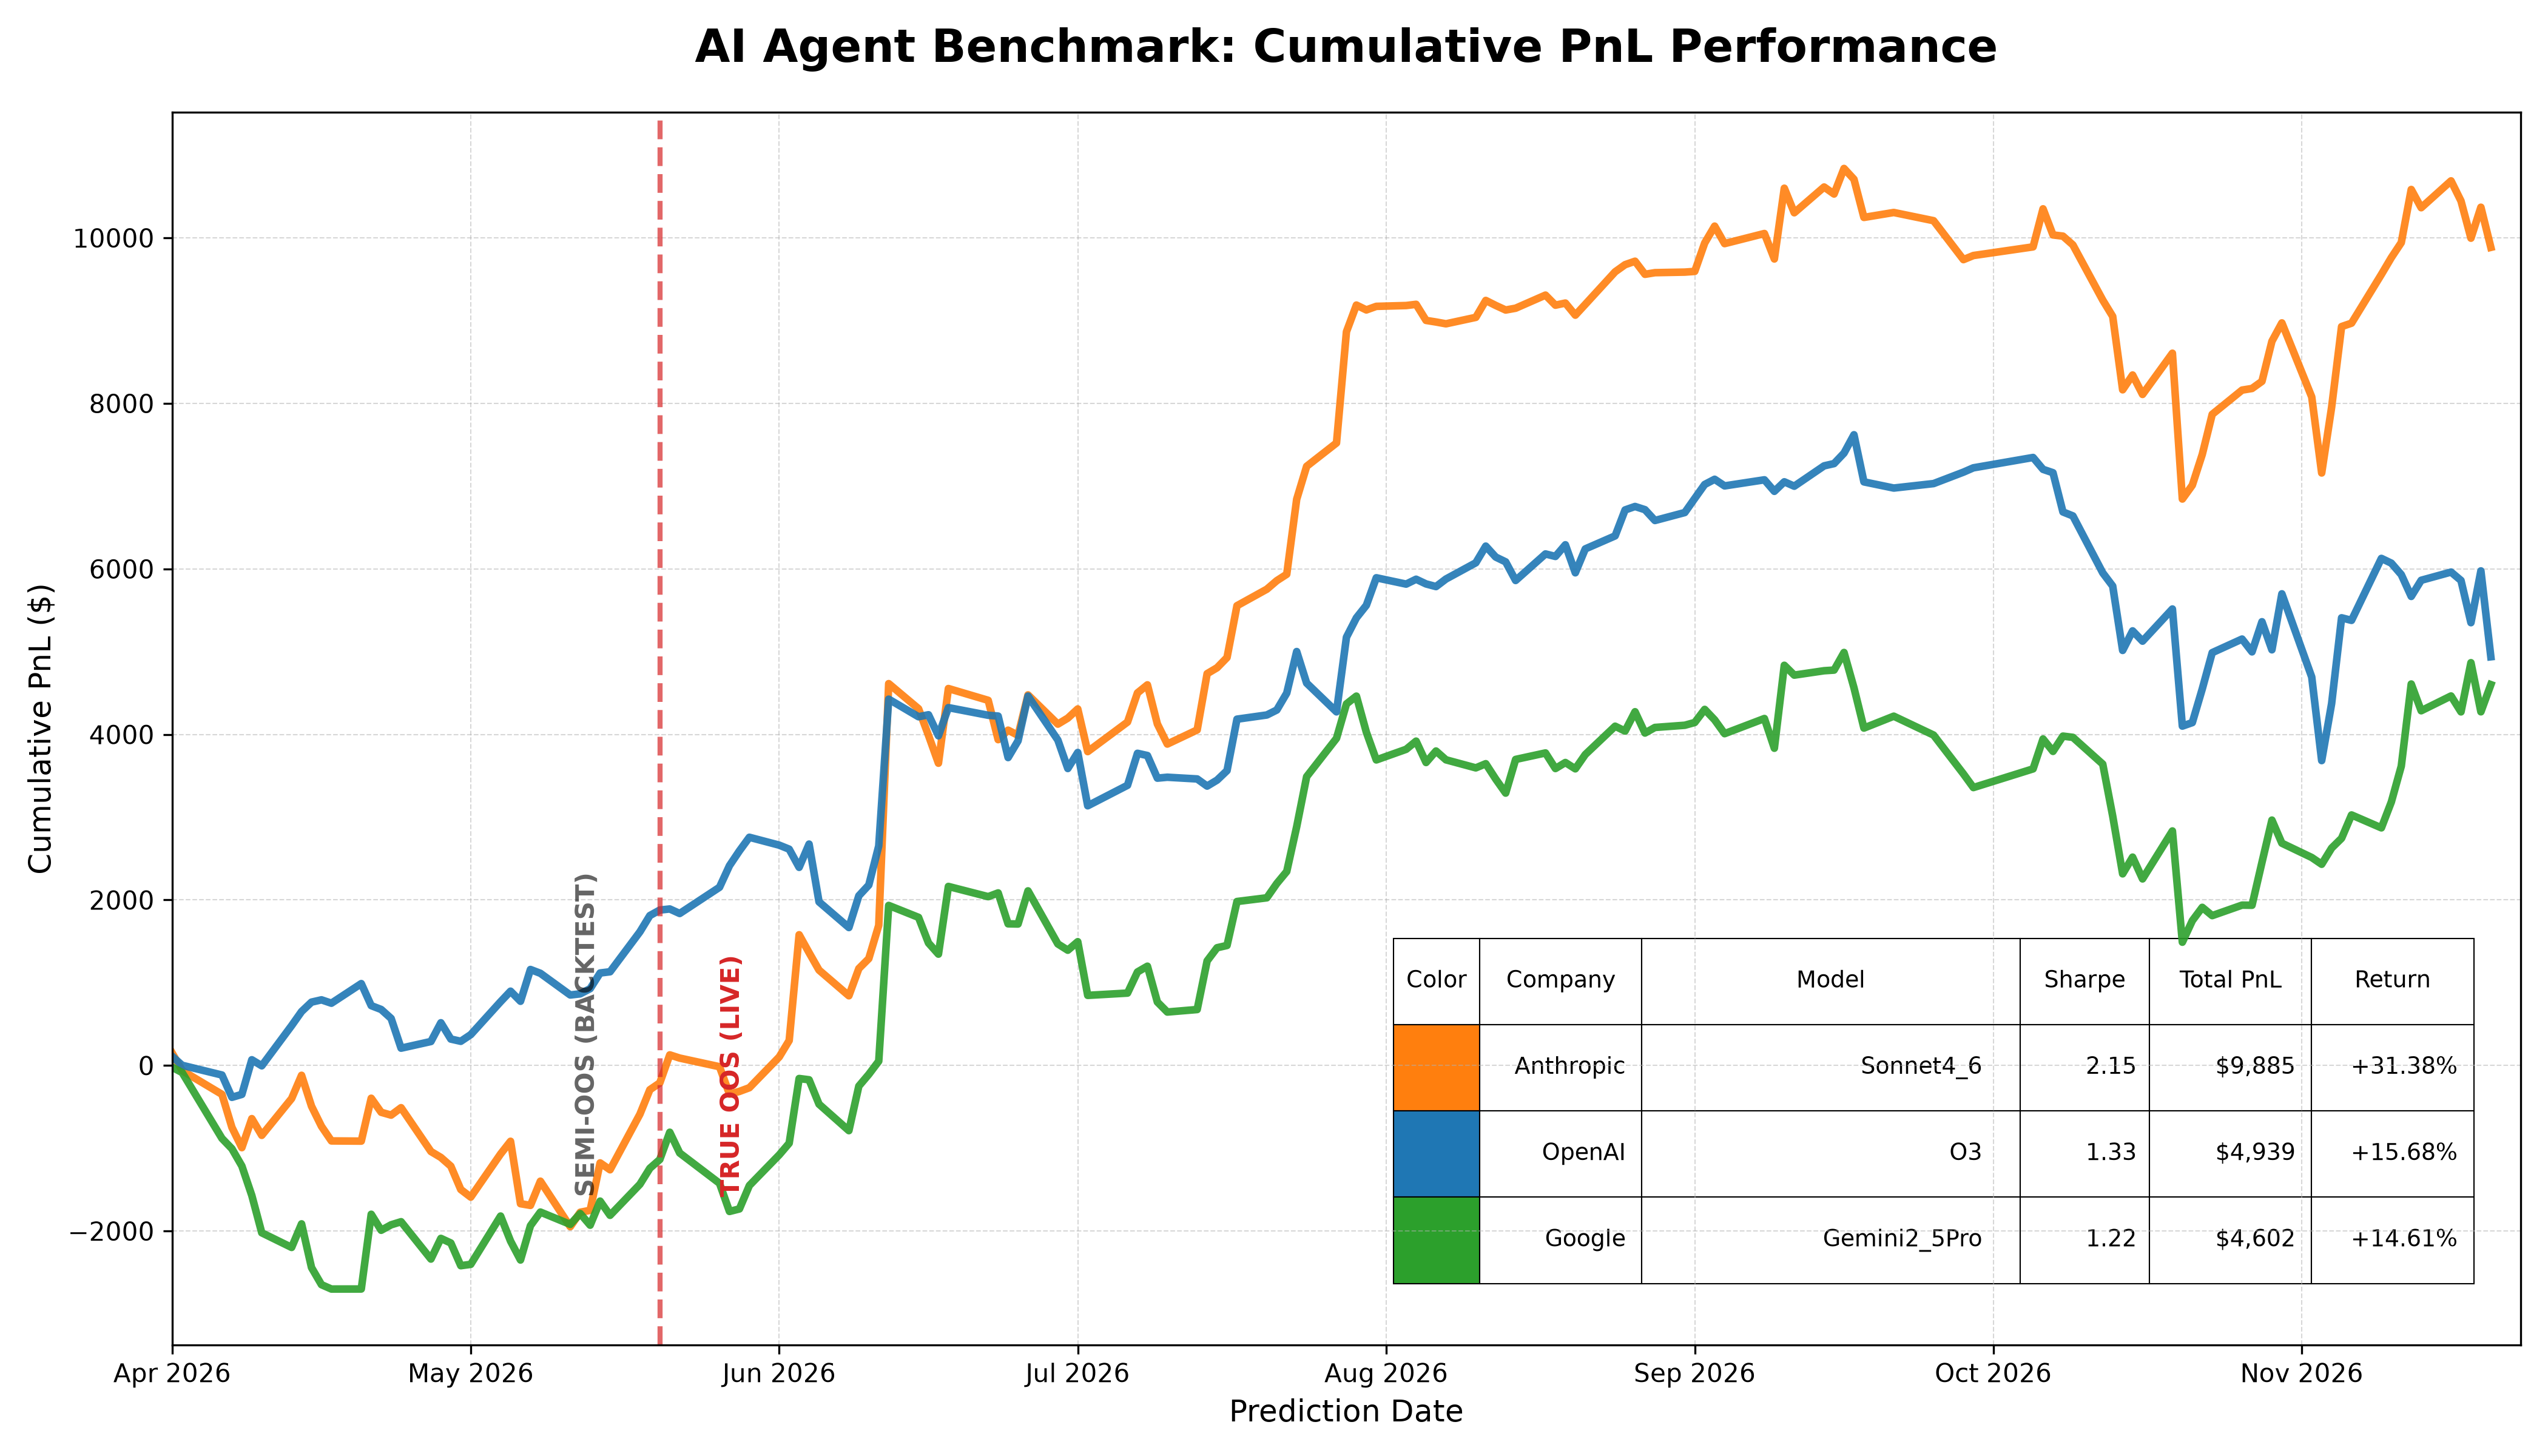 AI Agent Benchmark: Cumulative PnL Performance
Cumulative PnL ($)
10000
8000
6000
4000
2000
0
−2000
SEMI-OOS (BACKTEST)
TRUE OOS (LIVE)
Color Company Model Sharpe Total PnL Return
Anthropic Sonnet4_6 2.15 $9,885 +31.38%
OpenAI O3 1.33 $4,939 +15.68%
Google Gemini2_5Pro 1.22 $4,602 +14.61%
Apr 2026 May 2026 Jun 2026 Jul 2026 Aug 2026 Sep 2026 Oct 2026 Nov 2026
Prediction Date